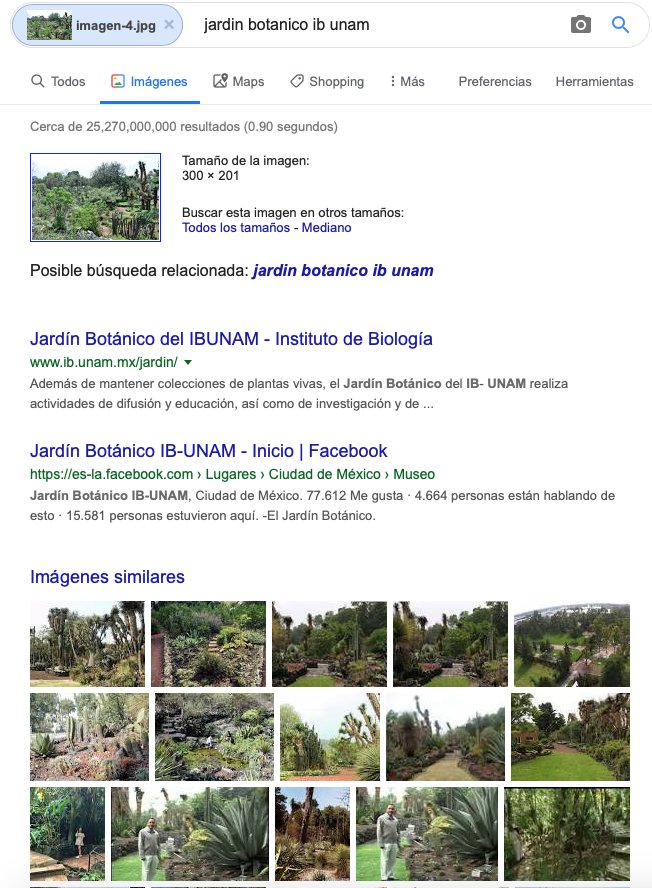 imagen-4.jpg × jardin botanico ib unam
Todos Imágenes Maps Shopping Más Preferencias Herramientas
Cerca de 25,270,000,000 resultados (0.90 segundos)
Tamaño de la imagen:
300 × 201
Buscar esta imagen en otros tamaños:
Todos los tamaños - Mediano
Posible búsqueda relacionada: jardin botanico ib unam
Jardín Botánico del IBUNAM - Instituto de Biología
www.ib.unam.mx/jardin/
Además de mantener colecciones de plantas vivas, el Jardín Botánico del IB- UNAM realiza
actividades de difusión y educación, así como de investigación y de ...
Jardín Botánico IB-UNAM - Inicio | Facebook
https://es-la.facebook.com › Lugares › Ciudad de México › Museo
Jardín Botánico IB-UNAM, Ciudad de México. 77.612 Me gusta · 4.664 personas están hablando de
esto · 15.581 personas estuvieron aquí. -El Jardín Botánico.
Imágenes similares